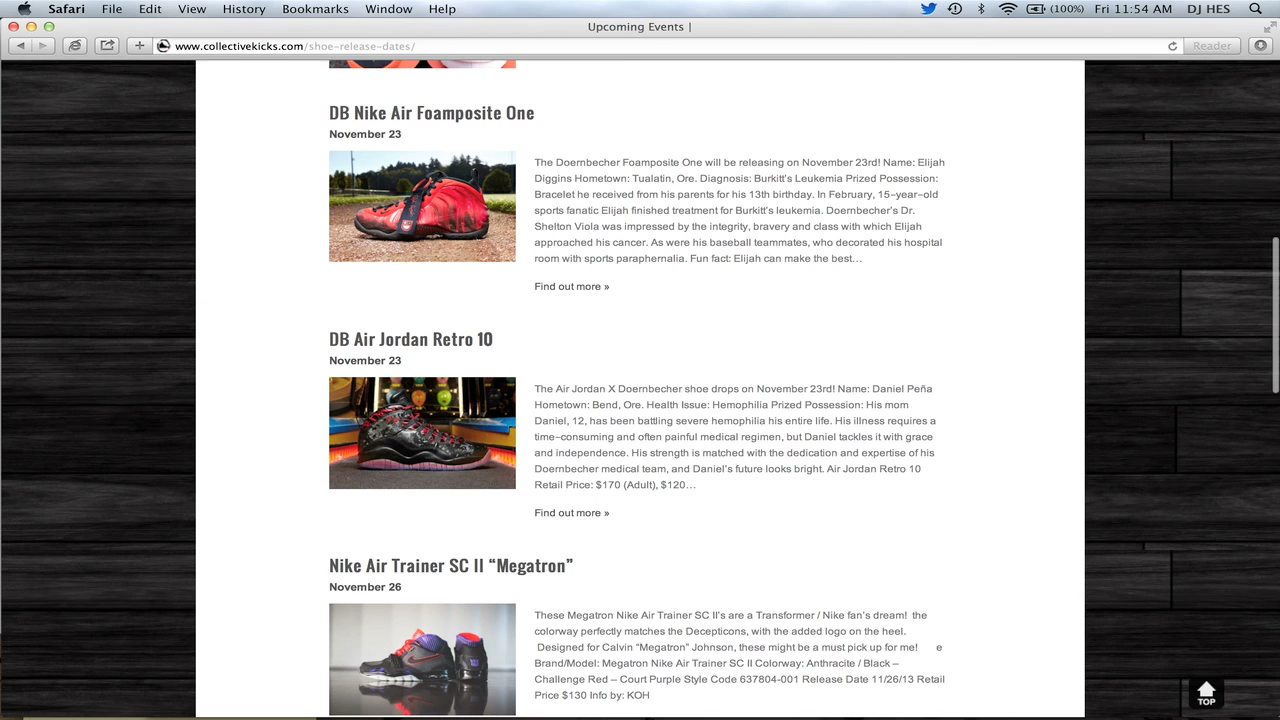 Safari File Edit View History Bookmarks Window Help (100%) Fri 11:54 AM DJ HES
Upcoming Events |
www.collectivekicks.com/shoe-release-dates/
Reader
DB Nike Air Foamposite One
November 23
The Doernbecher Foamposite One will be releasing on November 23rd! Name: Elijah
Diggins Hometown: Tualatin, Ore. Diagnosis: Burkitt's Leukemia Prized Possession:
Bracelet he received from his parents for his 13th birthday. In February, 15-year-old
sports fanatic Elijah finished treatment for Burkitt's leukemia. Doernbecher's Dr.
Shelton Viola was impressed by the integrity, bravery and class with which Elijah
approached his cancer. As were his baseball teammates, who decorated his hospital
room with sports paraphernalia. Fun fact: Elijah can make the best...
Find out more »
DB Air Jordan Retro 10
November 23
The Air Jordan X Doernbecher shoe drops on November 23rd! Name: Daniel Peña
Hometown: Bend, Ore. Health Issue: Hemophilia Prized Possession: His mom
Daniel, 12, has been battling severe hemophilia his entire life. His illness requires a
time-consuming and often painful medical regimen, but Daniel tackles it with grace
and independence. His strength is matched with the dedication and expertise of his
Doernbecher medical team, and Daniel's future looks bright. Air Jordan Retro 10
Retail Price: $170 (Adult), $120...
Find out more »
Nike Air Trainer SC II “Megatron”
November 26
These Megatron Nike Air Trainer SC II's are a Transformer / Nike fan's dream! the
colorway perfectly matches the Decepticons, with the added logo on the heel.
Designed for Calvin "Megatron" Johnson, these might be a must pick up for me! e
Brand/Model: Megatron Nike Air Trainer SC II Colorway: Anthracite / Black –
Challenge Red – Court Purple Style Code 637804-001 Release Date 11/26/13 Retail
Price $130 Info by: KOH
TOP